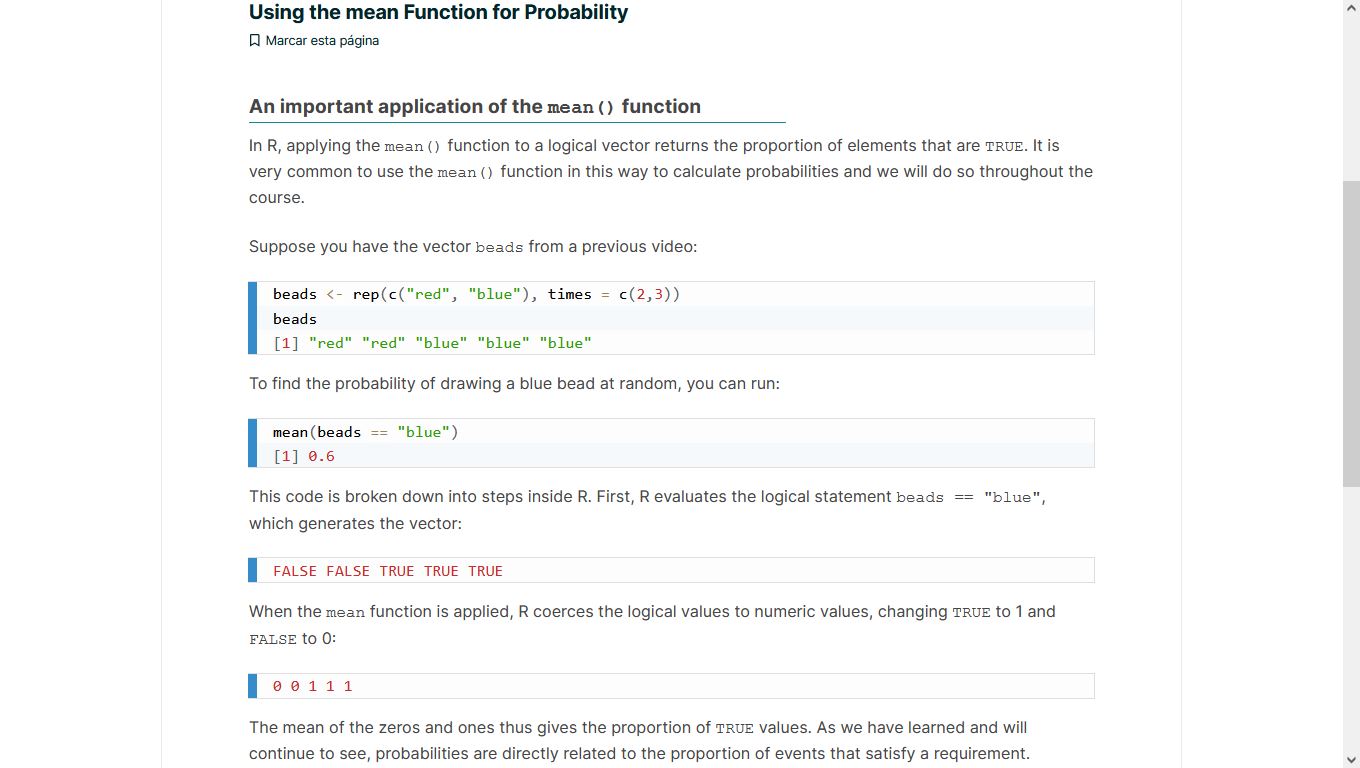 Using the mean Function for Probability
Marcar esta página
An important application of the mean() function
In R, applying the mean() function to a logical vector returns the proportion of elements that are TRUE. It is
very common to use the mean() function in this way to calculate probabilities and we will do so throughout the
course.
Suppose you have the vector beads from a previous video:
beads <- rep(c("red", "blue"), times = c(2,3))
beads
[1] "red" "red" "blue" "blue" "blue"
To find the probability of drawing a blue bead at random, you can run:
mean(beads == "blue")
[1] 0.6
This code is broken down into steps inside R. First, R evaluates the logical statement beads == "blue",
which generates the vector:
FALSE FALSE TRUE TRUE TRUE
When the mean function is applied, R coerces the logical values to numeric values, changing TRUE to 1 and
FALSE to 0:
0 0 1 1 1
The mean of the zeros and ones thus gives the proportion of TRUE values. As we have learned and will
continue to see, probabilities are directly related to the proportion of events that satisfy a requirement.